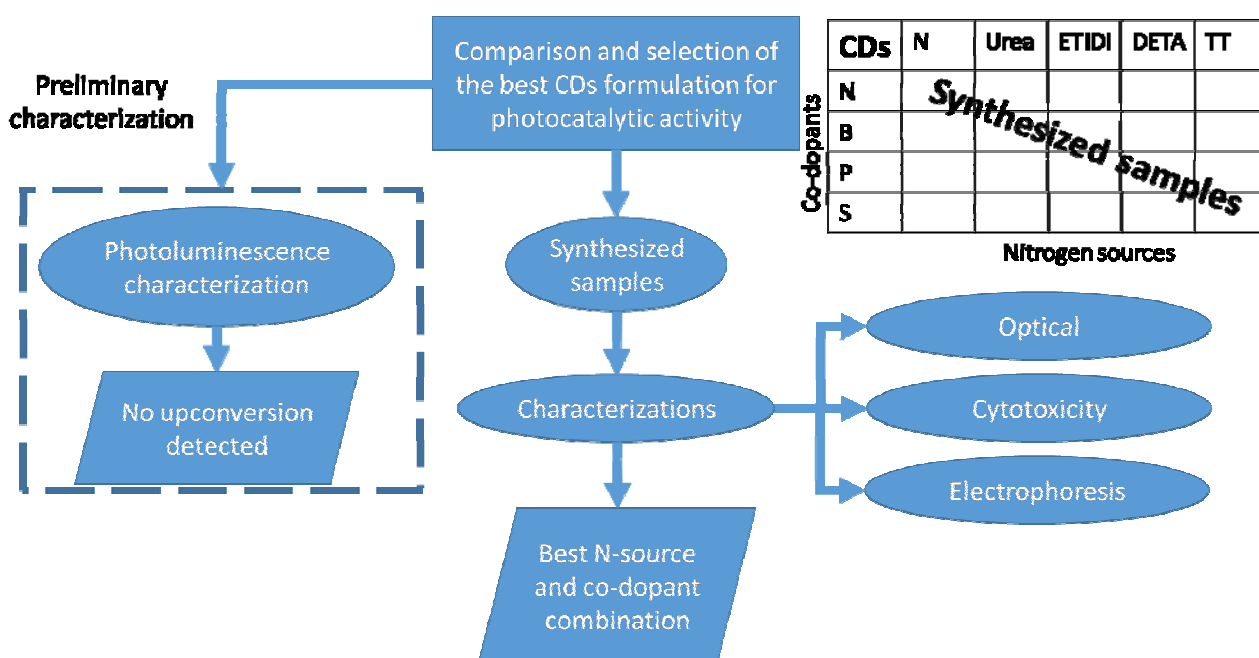 Comparison and selection of
the best CDs formulation for
photocatalytic activity
Preliminary
characterization
Photoluminescence
characterization
No upconversion
detected
Synthesized
samples
Characterizations
Best N-source
and co-dopant
combination
Optical
Cytotoxicity
Electrophoresis
CDs N Urea ETIDI DETA TT
N
B
P
S
Synthesized samples
Co-dopants
Nitrogen sources